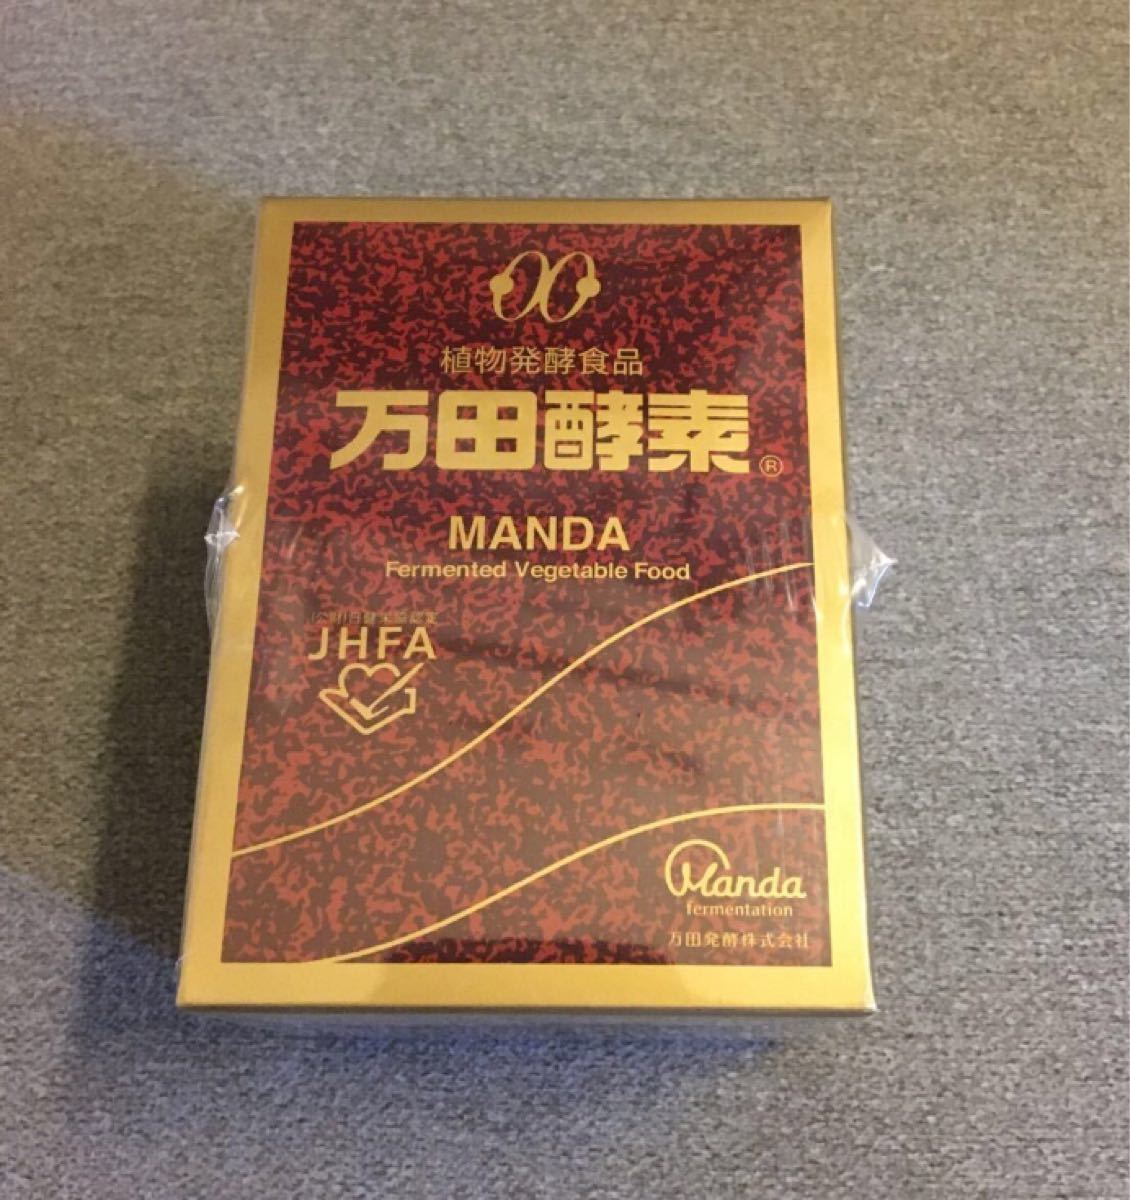 植物発酵食品
万田酵素®
MANDA
Fermented Vegetable Food
JHFA
Manda
fermentation
万田発酵株式会社